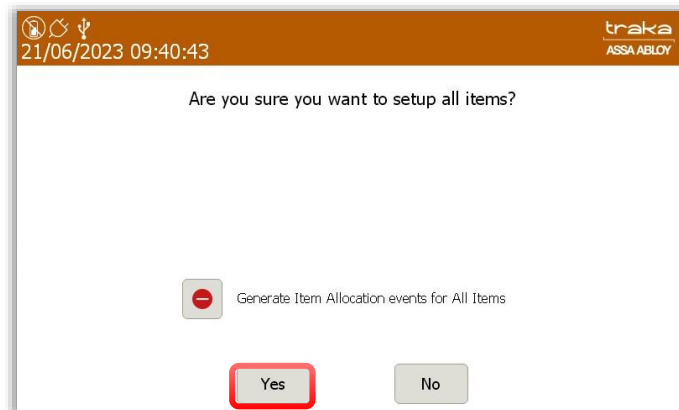 21/06/2023 09:40:43
traka
ASSA ABLOY
Are you sure you want to setup all items?
Generate Item Allocation events for All Items
Yes
No